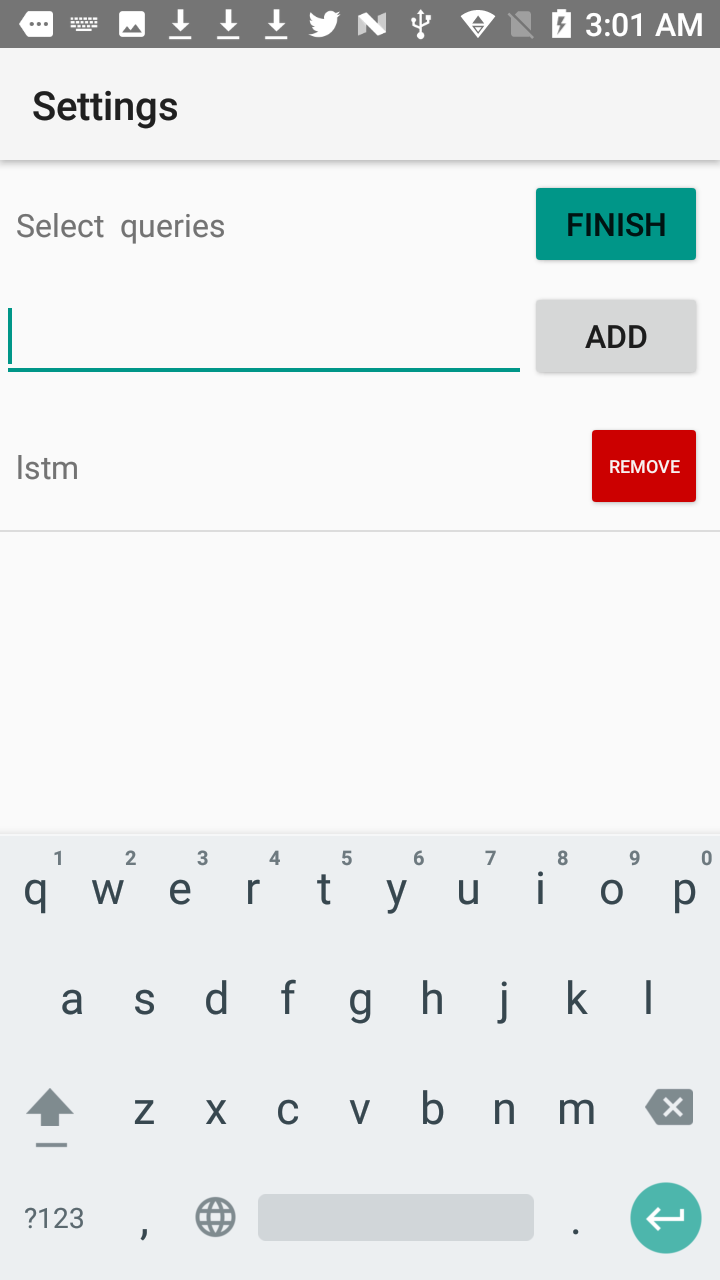 3:01 AM
Settings
Select queries
FINISH
ADD
lstm
REMOVE
1 2 3 4 5 6 7 8 9 0
q w e r t y u i o p
a s d f g h j k l
z x c v b n m
?123 , .